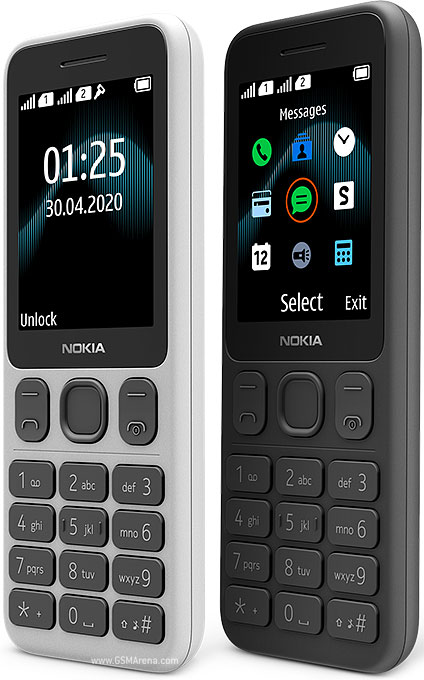 1 2
01:25
30.04.2020
Unlock
NOKIA
1 2 abc def 3
4 ghi 5 jkl mno 6
7 pqrs 8 tuv wxyz 9
* + 0 #
www.GSMArena.com
1 2
Messages
S
12
Select Exit
NOKIA
1 2 abc def 3
4 ghi 5 jkl mno 6
7 pqrs 8 tuv wxyz 9
* + 0 #